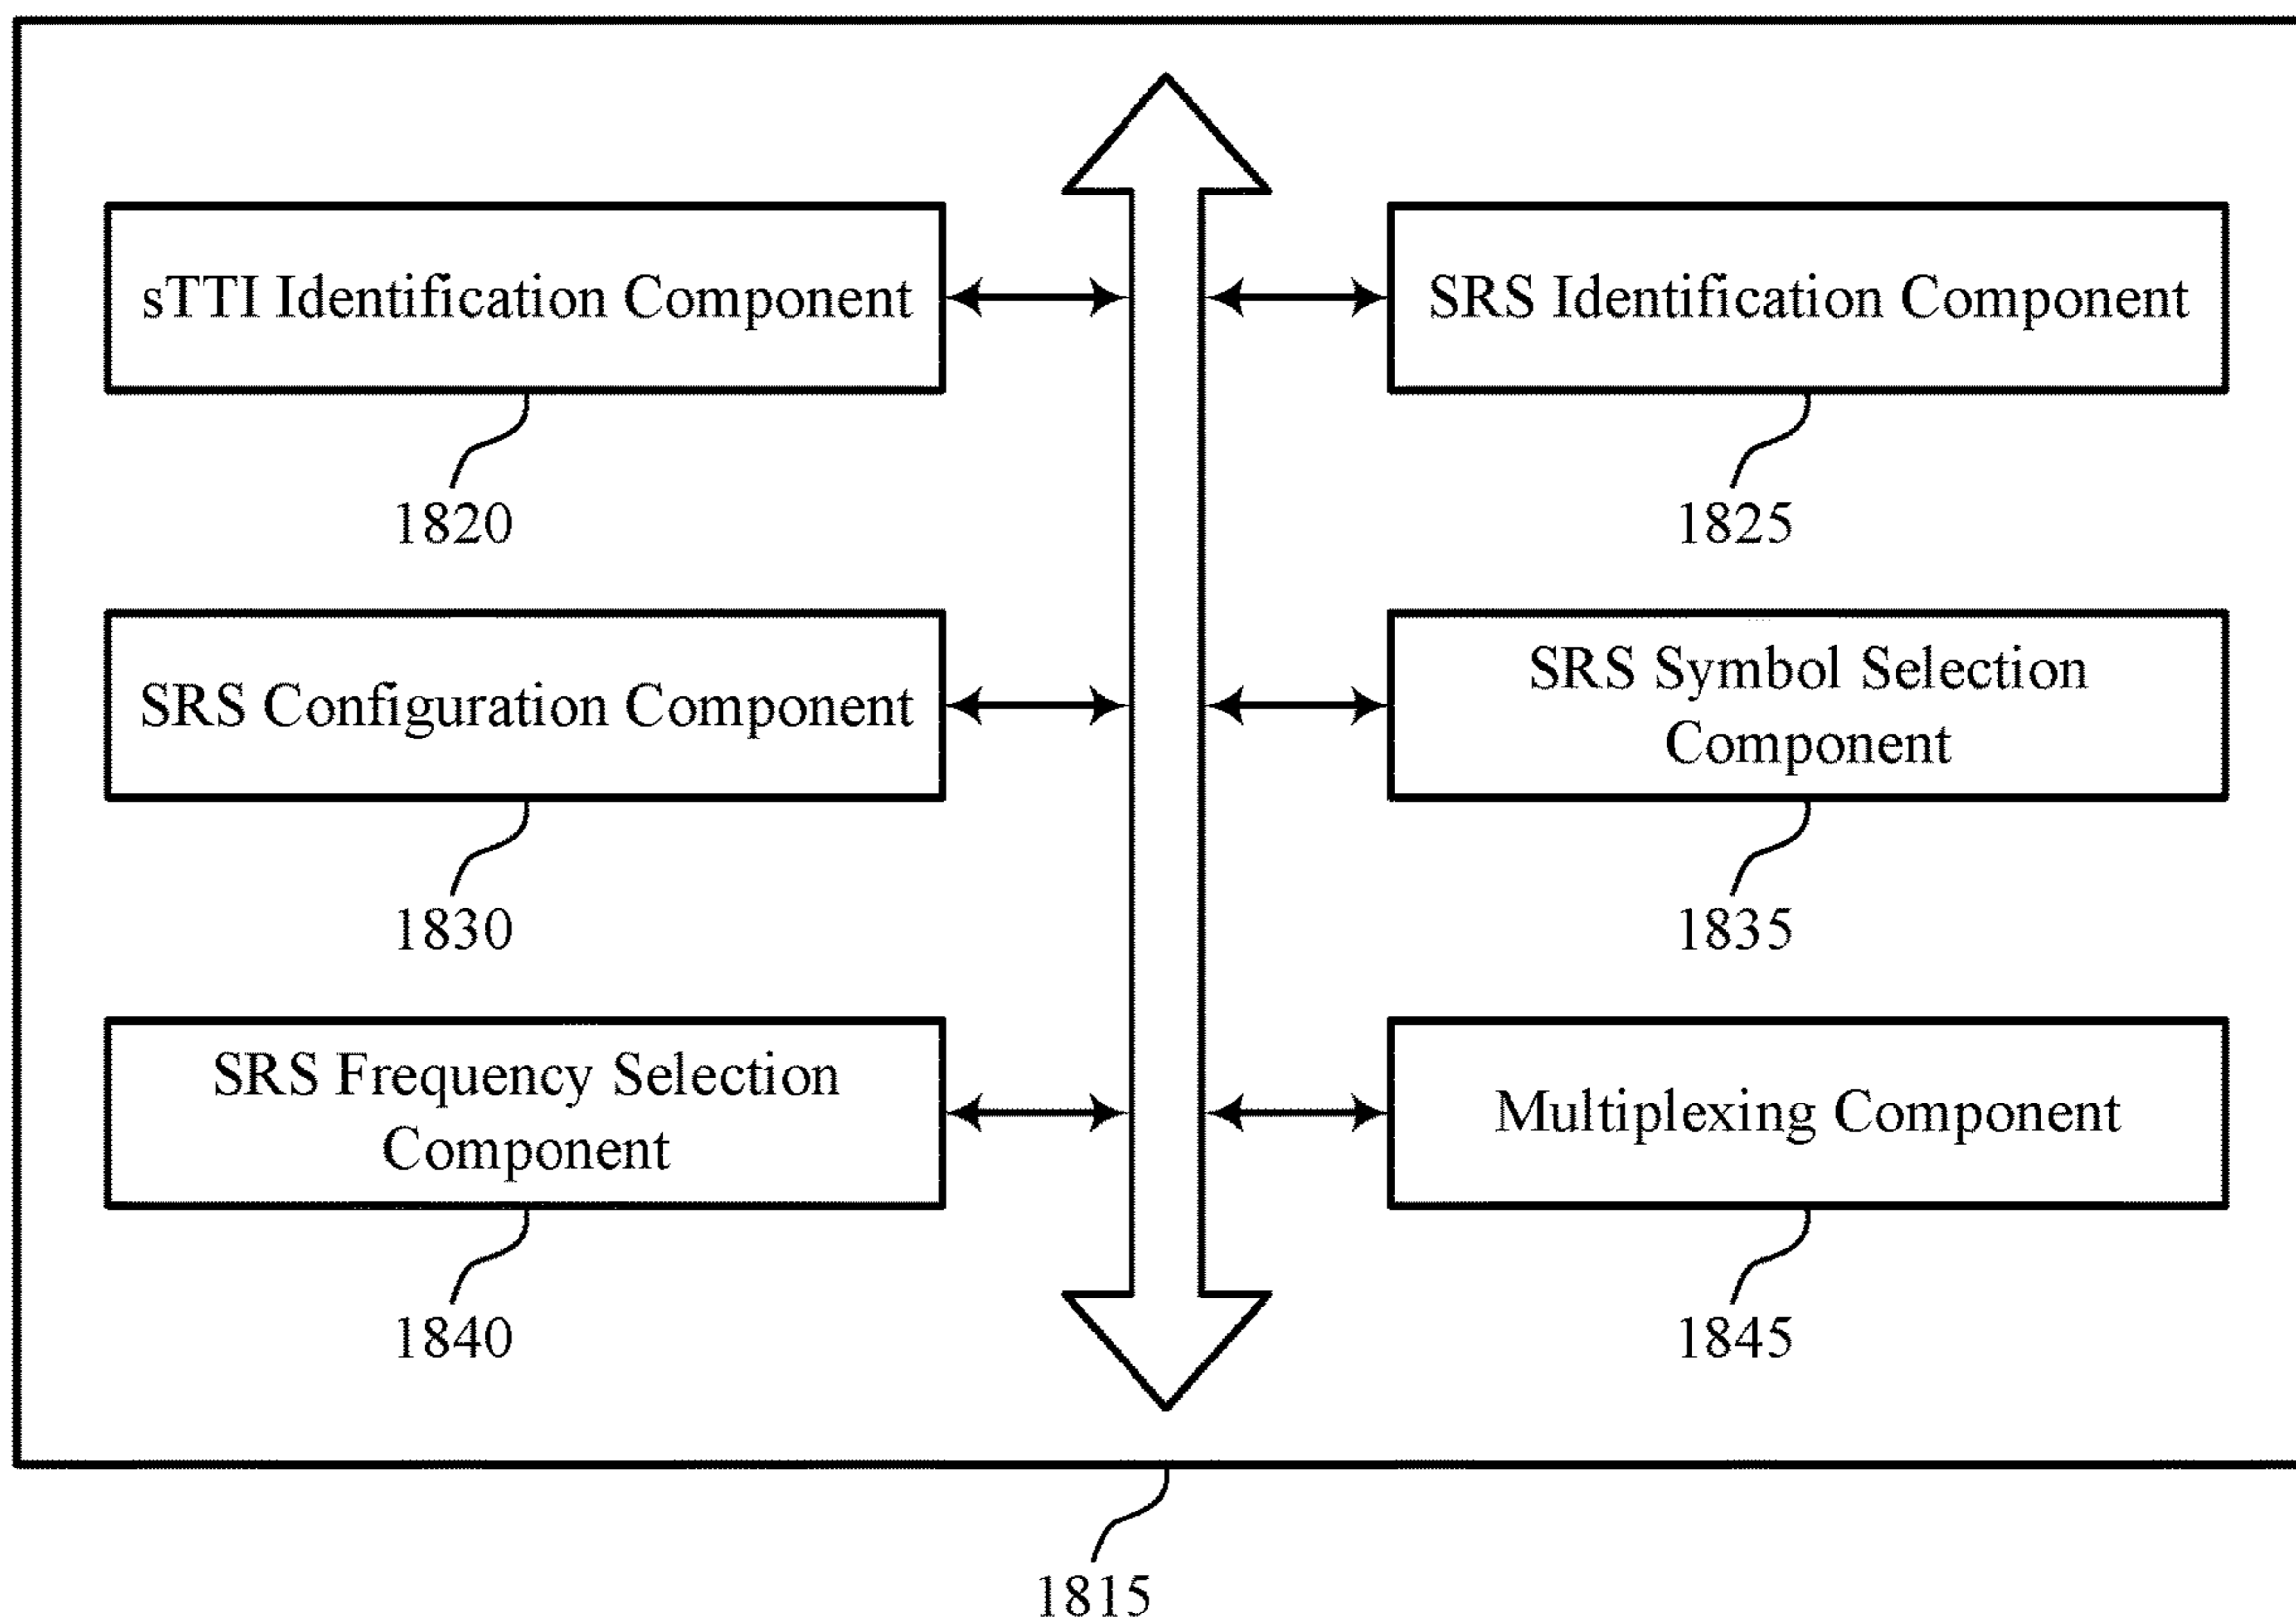 sTTI Identification Component
SRS Identification Component
1820
1825
SRS Configuration Component
SRS Symbol Selection
Component
1830
1835
SRS Frequency Selection
Component
Multiplexing Component
1840
1845
1815